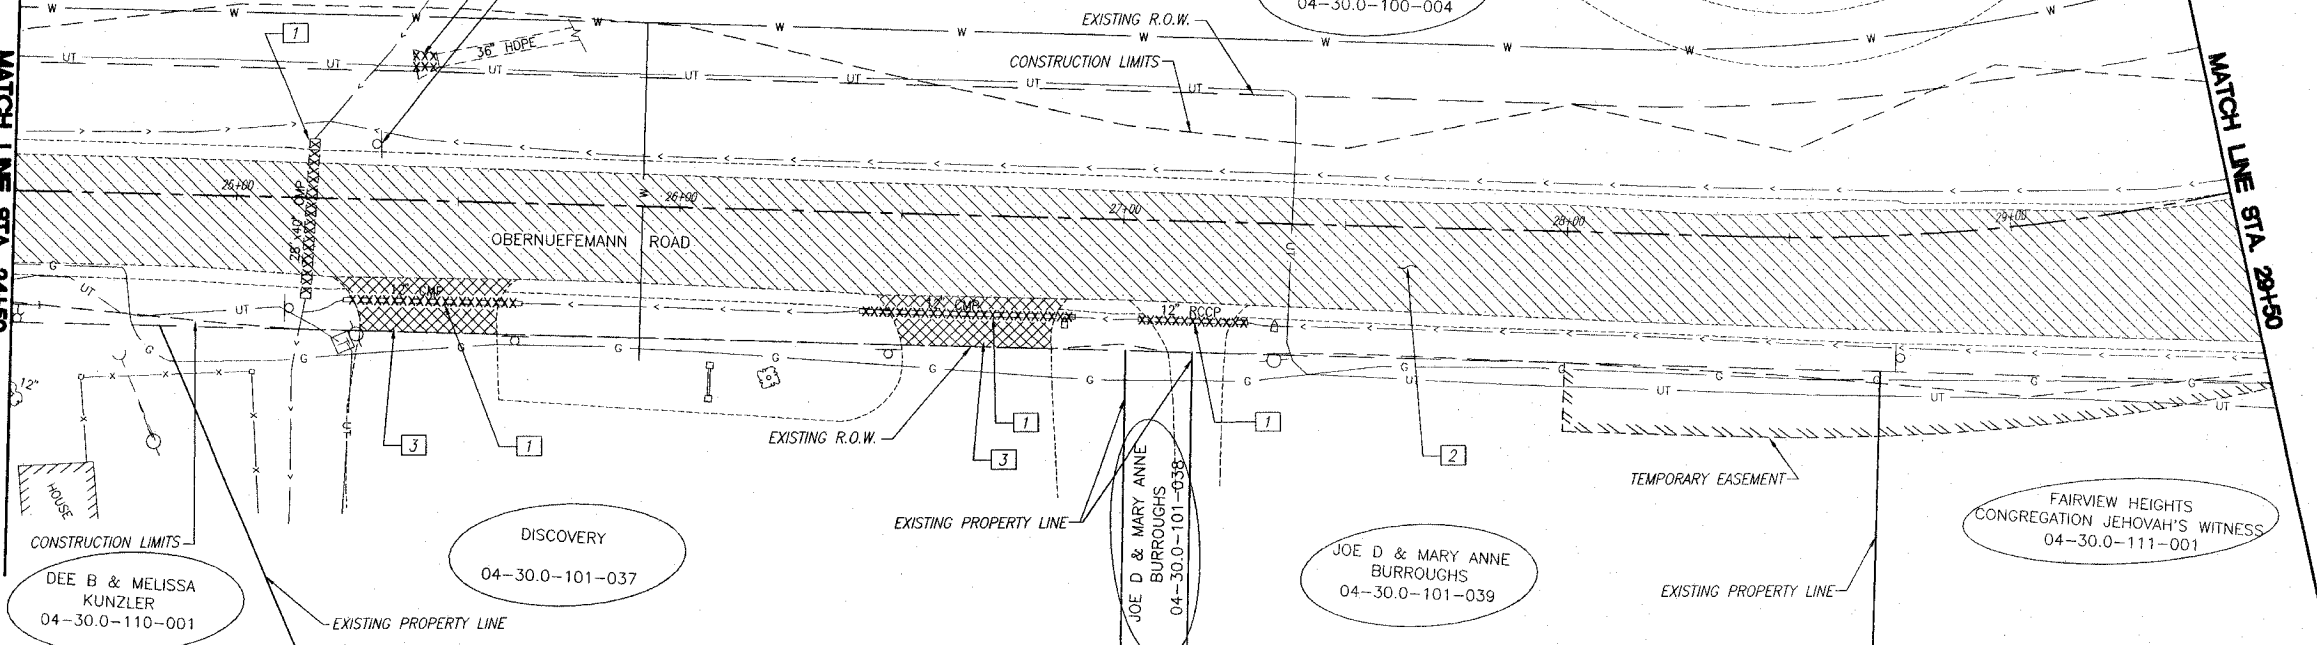 04-30.0-100-004
EXISTING R.O.W.
CONSTRUCTION LIMITS
1
36" HDPE
MATCH LINE STA 24+50
MATCH LINE STA 29+50
25+00
26+00
27+00
28+00
29+00
28"x40" CMP
OBERNUEFEMANN ROAD
12" CMP
12" CMP
12" RCCP
12"
HOUSE
3
1
EXISTING R.O.W.
1
3
1
2
TEMPORARY EASEMENT
EXISTING PROPERTY LINE
CONSTRUCTION LIMITS
DEE B & MELISSA
KUNZLER
04-30.0-110-001
EXISTING PROPERTY LINE
DISCOVERY
04-30.0-101-037
JOE D & MARY ANNE
BURROUGHS
04-30.0-101-038
JOE D & MARY ANNE
BURROUGHS
04-30.0-101-039
EXISTING PROPERTY LINE
FAIRVIEW HEIGHTS
CONGREGATION JEHOVAH'S WITNESS
04-30.0-111-001